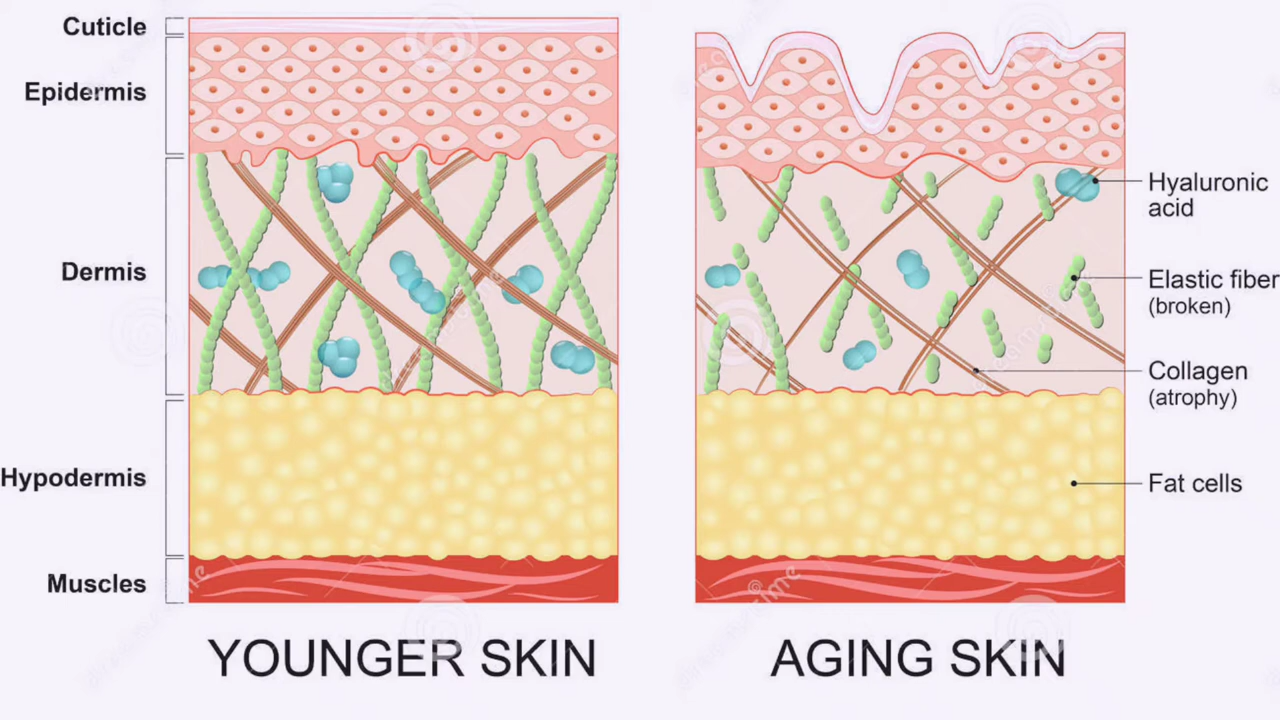 Cuticle
Epidermis
Dermis
Hypodermis
Muscles
Hyaluronic
acid
Elastic fiber
(broken)
Collagen
(atrophy)
Fat cells
YOUNGER SKIN
AGING SKIN